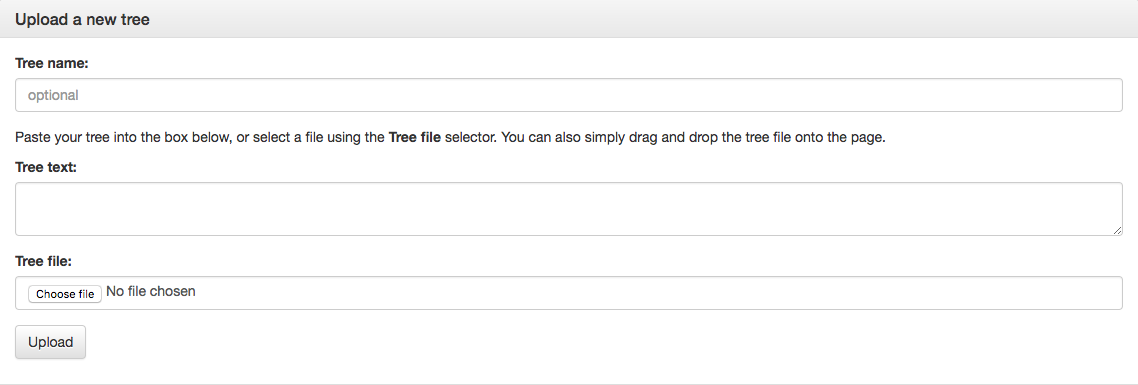 Upload a new tree
Tree name:
optional
Paste your tree into the box below, or select a file using the Tree file selector. You can also simply drag and drop the tree file onto the page.
Tree text:
Tree file:
Choose file No file chosen
Upload